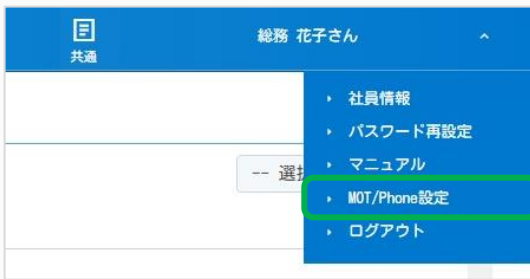 共通
総務 花子さん
社員情報
パスワード再設定
-- 選
マニュアル
MOT/Phone設定
ログアウト